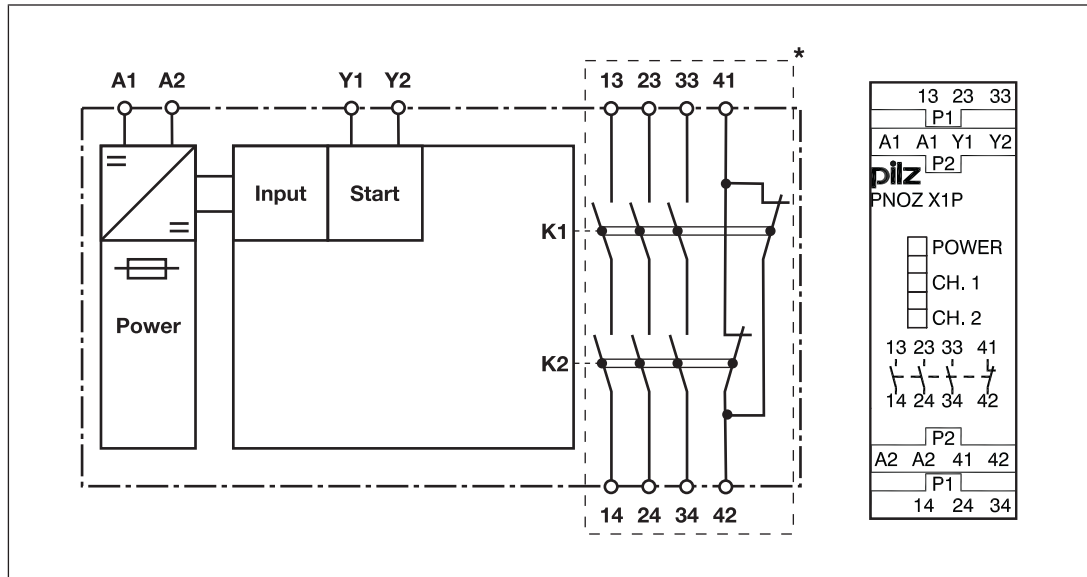 *
A1 A2 Y1 Y2 13 23 33 41
Input Start
K1
Power
K2
14 24 34 42
13 23 33
P1
A1 A1 Y1 Y2
P2
pilz
PNOZ X1P
POWER
CH. 1
CH. 2
13 23 33 41
14 24 34 42
P2
A2 A2 41 42
P1
14 24 34